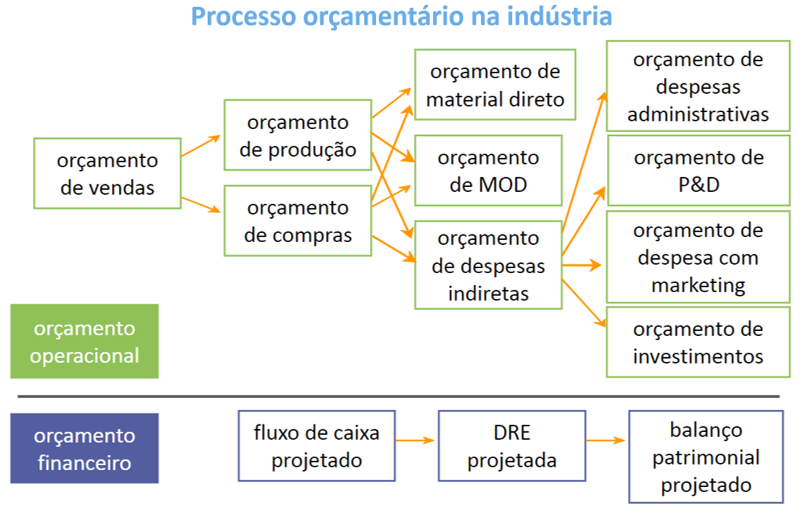 Processo orçamentário na indústria
orçamento
de vendas
orçamento
de produção
orçamento
de compras
orçamento de
material direto
orçamento
de MOD
orçamento
de despesas
indiretas
orçamento de
despesas
administrativas
orçamento de
P&D
orçamento de
despesa com
marketing
orçamento de
investimentos
orçamento
operacional
orçamento
financeiro
fluxo de caixa
projetado
DRE
projetada
balanço
patrimonial
projetado